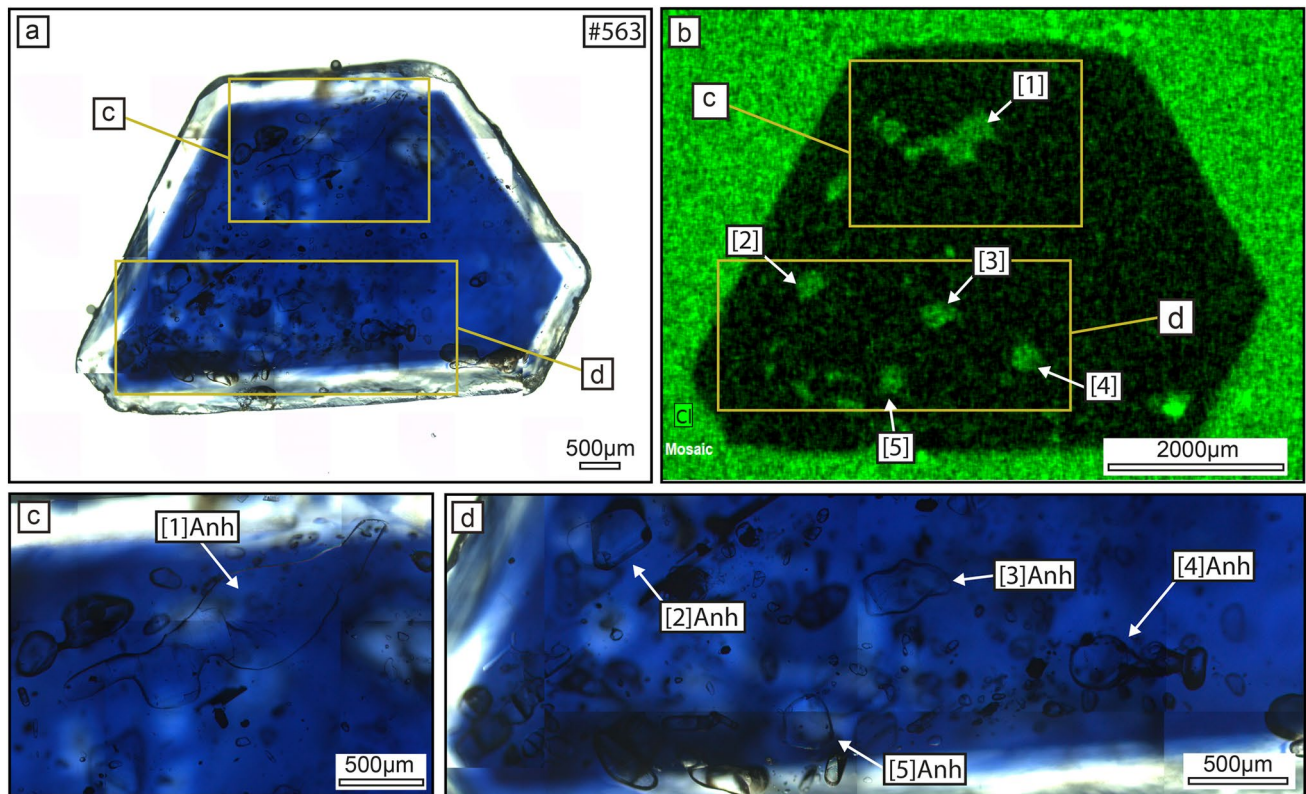 a
#563
c
d
500µm
b
c
[1]
[2]
[3]
d
[4]
[5]
Cl
Mosaic
2000µm
c
[1]Anh
500µm
d
[2]Anh
[3]Anh
[4]Anh
[5]Anh
500µm